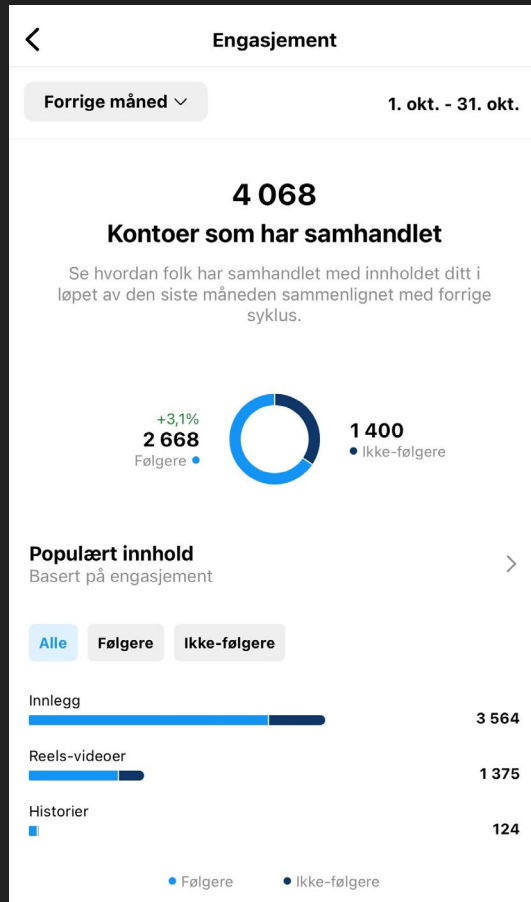 Engasjement
Forrige måned
1. okt. - 31. okt.
4 068
Kontoer som har samhandlet
Se hvordan folk har samhandlet med innholdet ditt i
løpet av den siste måneden sammenlignet med forrige
syklus.
+3,1%
2 668
Følgere
1 400
Ikke-følgere
Populært innhold
Basert på engasjement
Alle
Følgere
Ikke-følgere
Innlegg
3 564
Reels-videoer
1 375
Historier
124
Følgere
Ikke-følgere